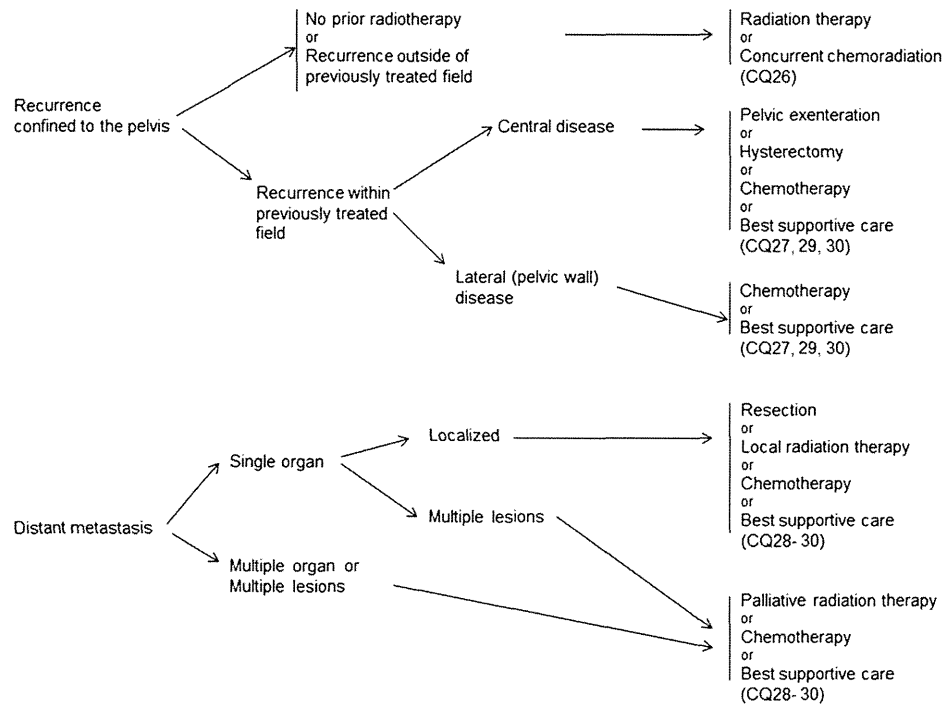 No prior radiotherapy
or
Recurrence outside of
previously treated field
Radiation therapy
or
Concurrent chemoradiation
(CQ26)
Recurrence
confined to the pelvis
Central disease
Pelvic exenteration
or
Hysterectomy
or
Chemotherapy
or
Best supportive care
(CQ27, 29, 30)
Recurrence within
previously treated
field
Lateral (pelvic wall)
disease
Chemotherapy
or
Best supportive care
(CQ27, 29, 30)
Distant metastasis
Single organ
Localized
Resection
or
Local radiation therapy
or
Chemotherapy
or
Best supportive care
(CQ28- 30)
Multiple lesions
Multiple organ or
Multiple lesions
Palliative radiation therapy
or
Chemotherapy
or
Best supportive care
(CQ28- 30)